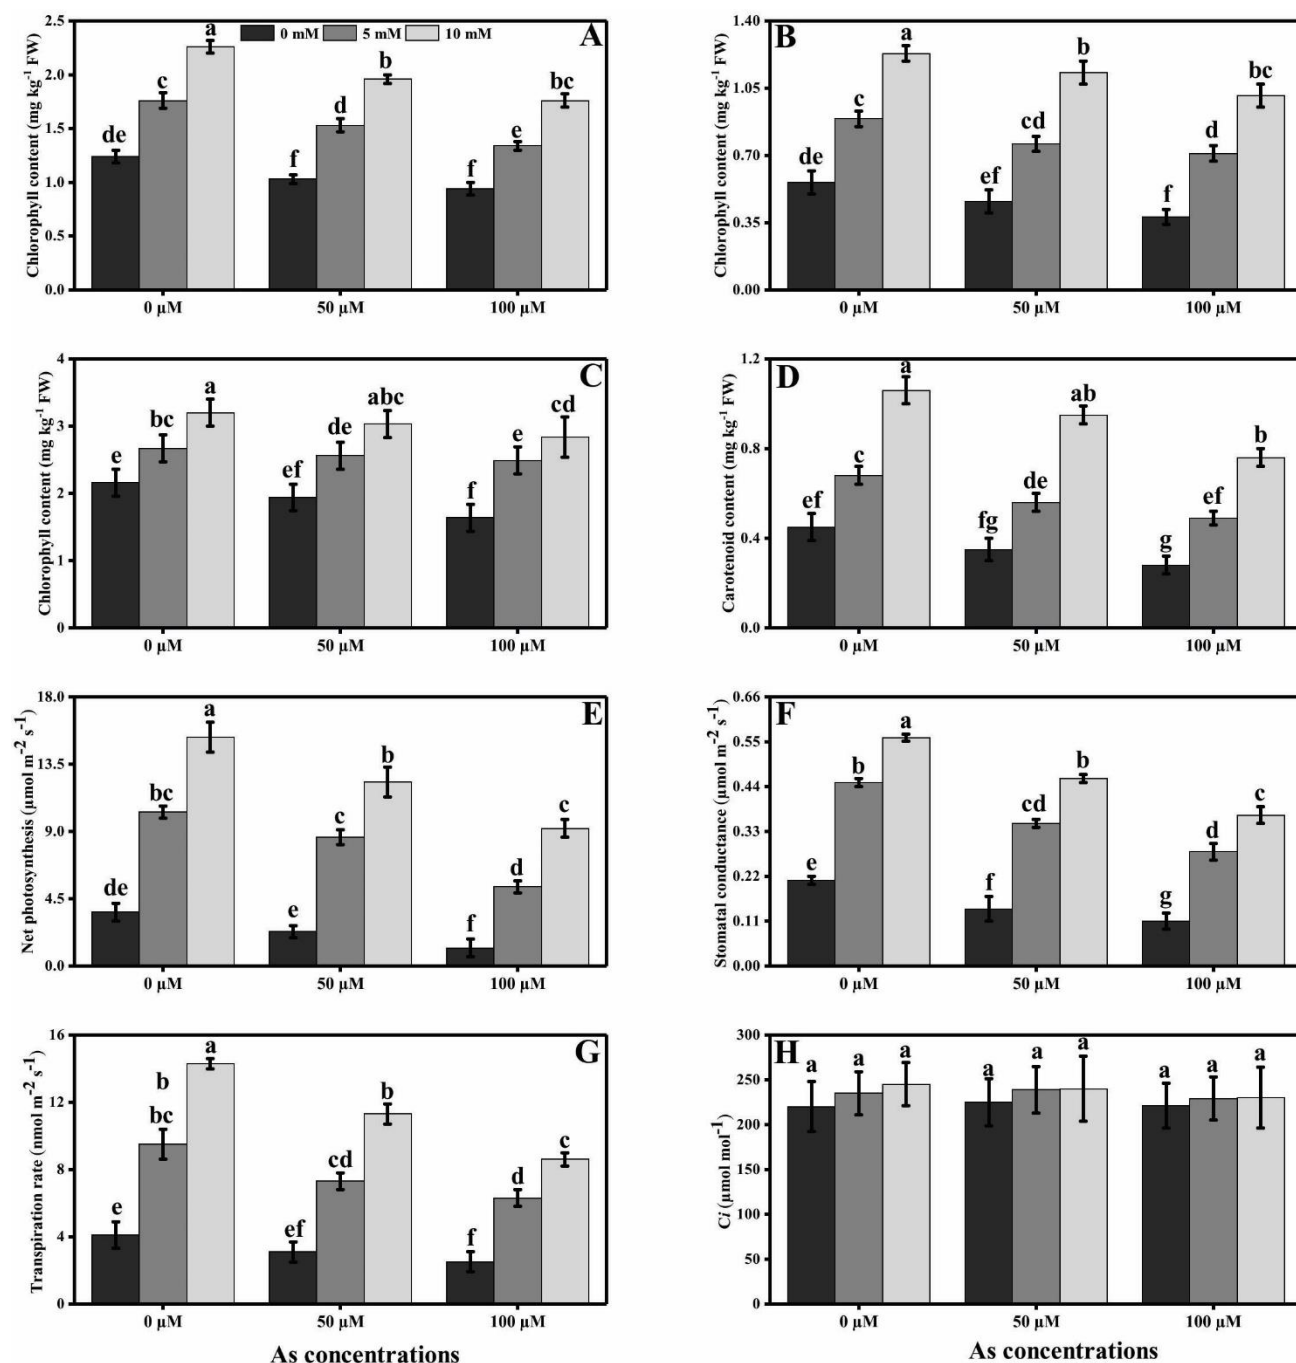 Chlorophyll content (mg kg-1 FW)
2.5
2.0
1.5
1.0
2.5
0.0
0 mM 5 mM 10 mM
A
de c a
f d b
f e bc
0 µM 50 µM 100 µM
Chlorophyll content (mg kg-1 FW)
1.40
1.05
0.70
0.35
0.00
B
de c a
ef cd b
f d bc
0 µM 50 µM 100 µM
Chlorophyll content (mg kg-1 FW)
4
3
2
1
0
C
e bc a
ef de abc
f e cd
0 µM 50 µM 100 µM
Carotenoid content (mg kg-1 FW)
1.2
0.8
0.4
0.0
D
ef c a
fg de ab
g ef b
0 µM 50 µM 100 µM
Net photosynthesis (µmol m-2 s-1)
18.0
13.5
9.0
4.5
0.0
E
de bc a
e c b
f d c
0 µM 50 µM 100 µM
Stomatal conductance (µmol m-2 s-1)
0.66
0.55
0.44
0.33
0.22
0.11
0.00
F
e b a
f cd b
g d c
0 µM 50 µM 100 µM
Transpiration rate (nmol m-2 s-1)
16
12
8
4
0
G
b
e bc a
ef cd b
f d c
0 µM 50 µM 100 µM
As concentrations
Ci (µmol mol-1)
300
250
200
150
100
50
0
H
a a a
a a a
a a a
0 µM 50 µM 100 µM
As concentrations